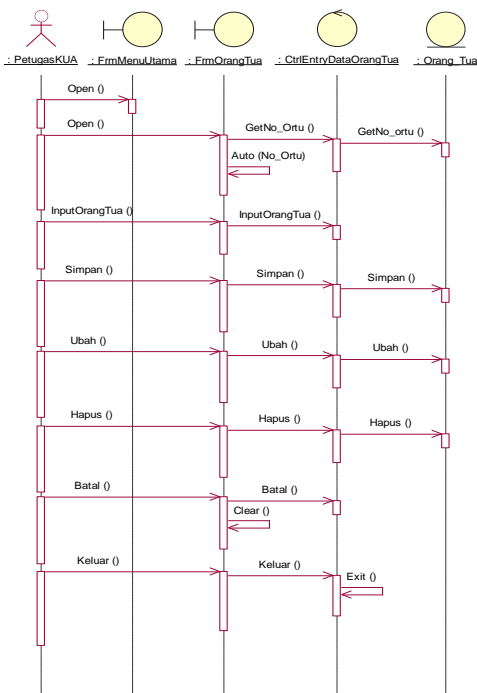 : PetugasKUA
: FrmMenuUtama
: FrmOrangTua
: CtrlEntryDataOrangTua
: Orang_Tua
Open ()
Open ()
GetNo_Ortu ()
GetNo_ortu ()
Auto (No_Ortu)
InputOrangTua ()
InputOrangTua ()
Simpan ()
Simpan ()
Simpan ()
Ubah ()
Ubah ()
Ubah ()
Hapus ()
Hapus ()
Hapus ()
Batal ()
Batal ()
Clear ()
Keluar ()
Keluar ()
Exit ()